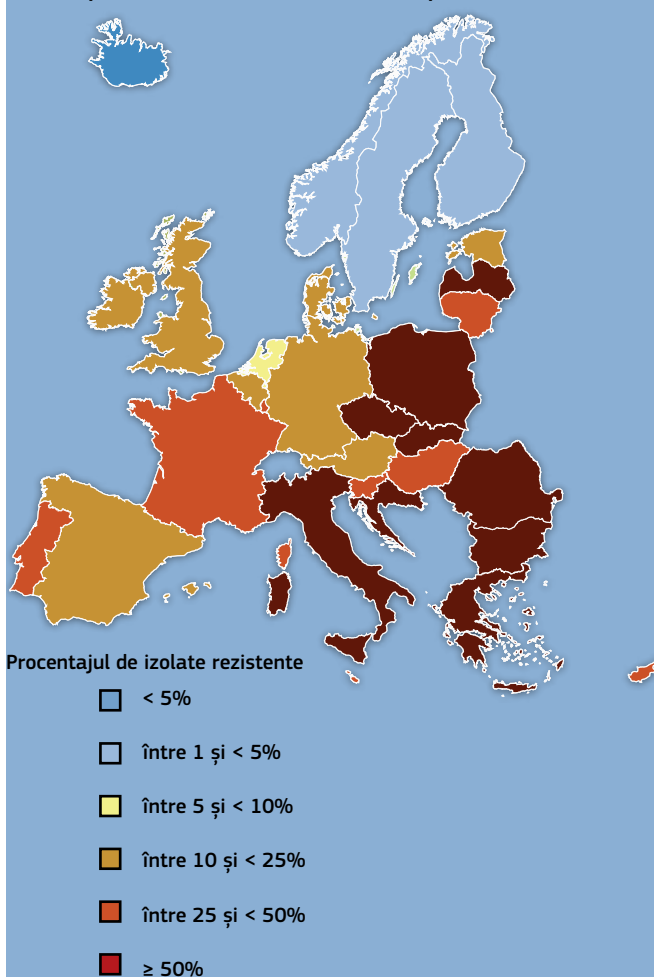 Procentajul de izolate rezistente
< 5%
între 1 și < 5%
între 5 și < 10%
între 10 și < 25%
între 25 și < 50%
≥ 50%